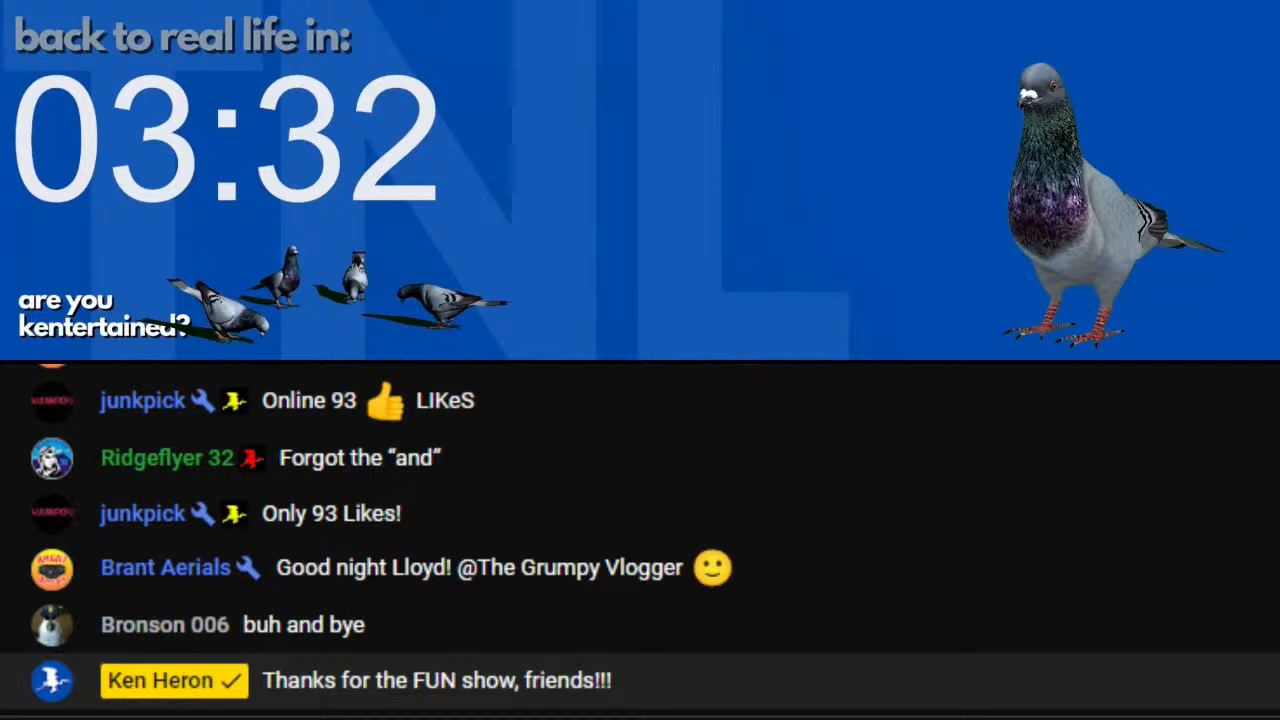 back to real life in:
03:32
are you
kentertained?
TNL
junkpick Online 93 LIKeS
Ridgeflyer 32 Forgot the “and”
junkpick Only 93 Likes!
Brant Aerials Good night Lloyd! @The Grumpy Vlogger
Bronson 006 buh and bye
Ken Heron Thanks for the FUN show, friends!!!